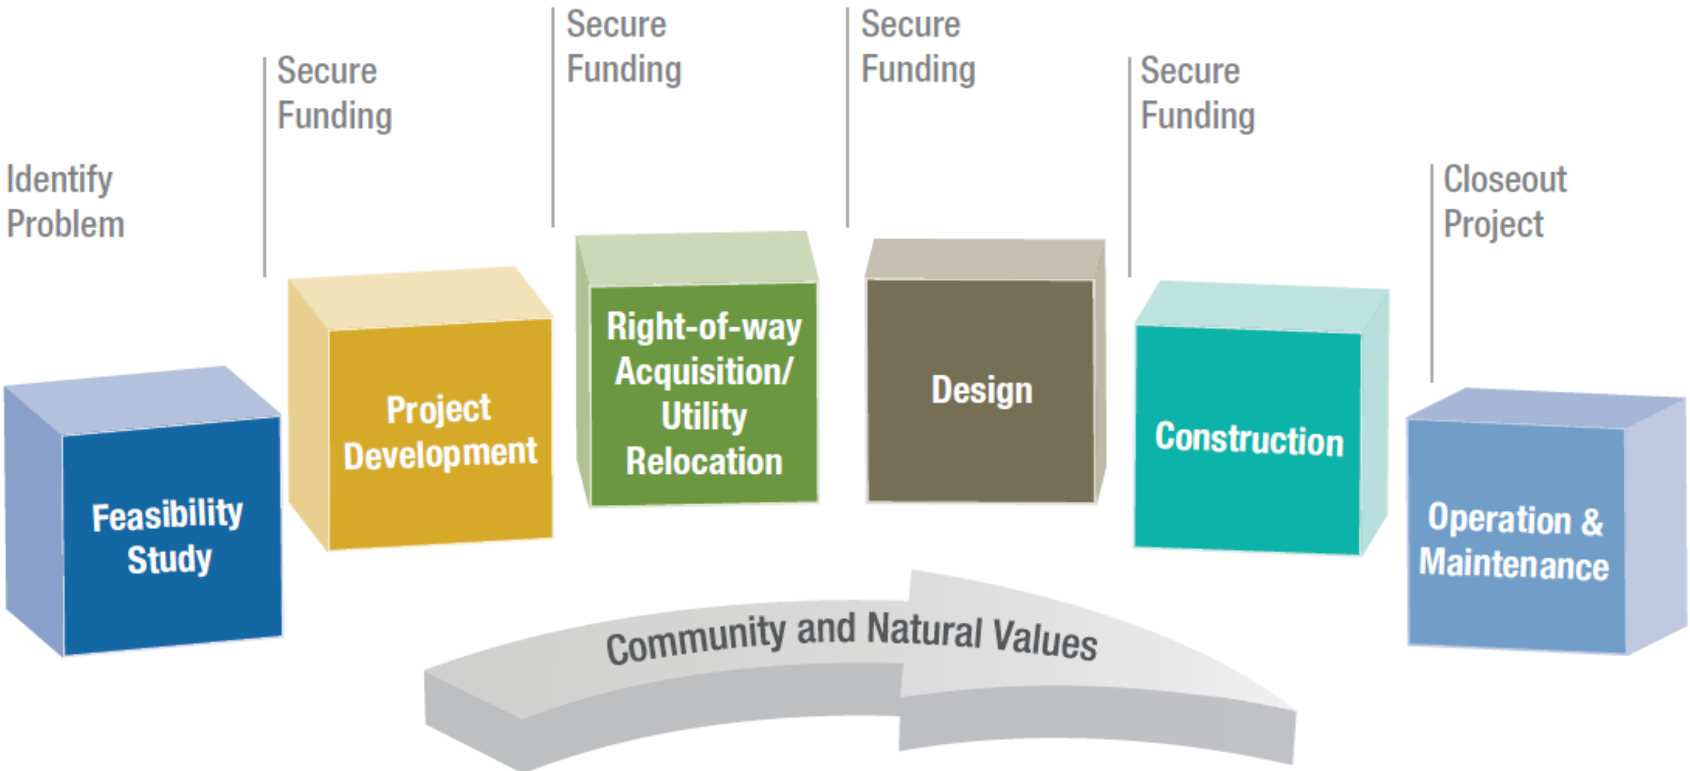 Identify
Problem
Secure
Funding
Secure
Funding
Secure
Funding
Secure
Funding
Closeout
Project
Feasibility
Study
Project
Development
Right-of-way
Acquisition/
Utility
Relocation
Design
Construction
Operation &
Maintenance
Community and Natural Values